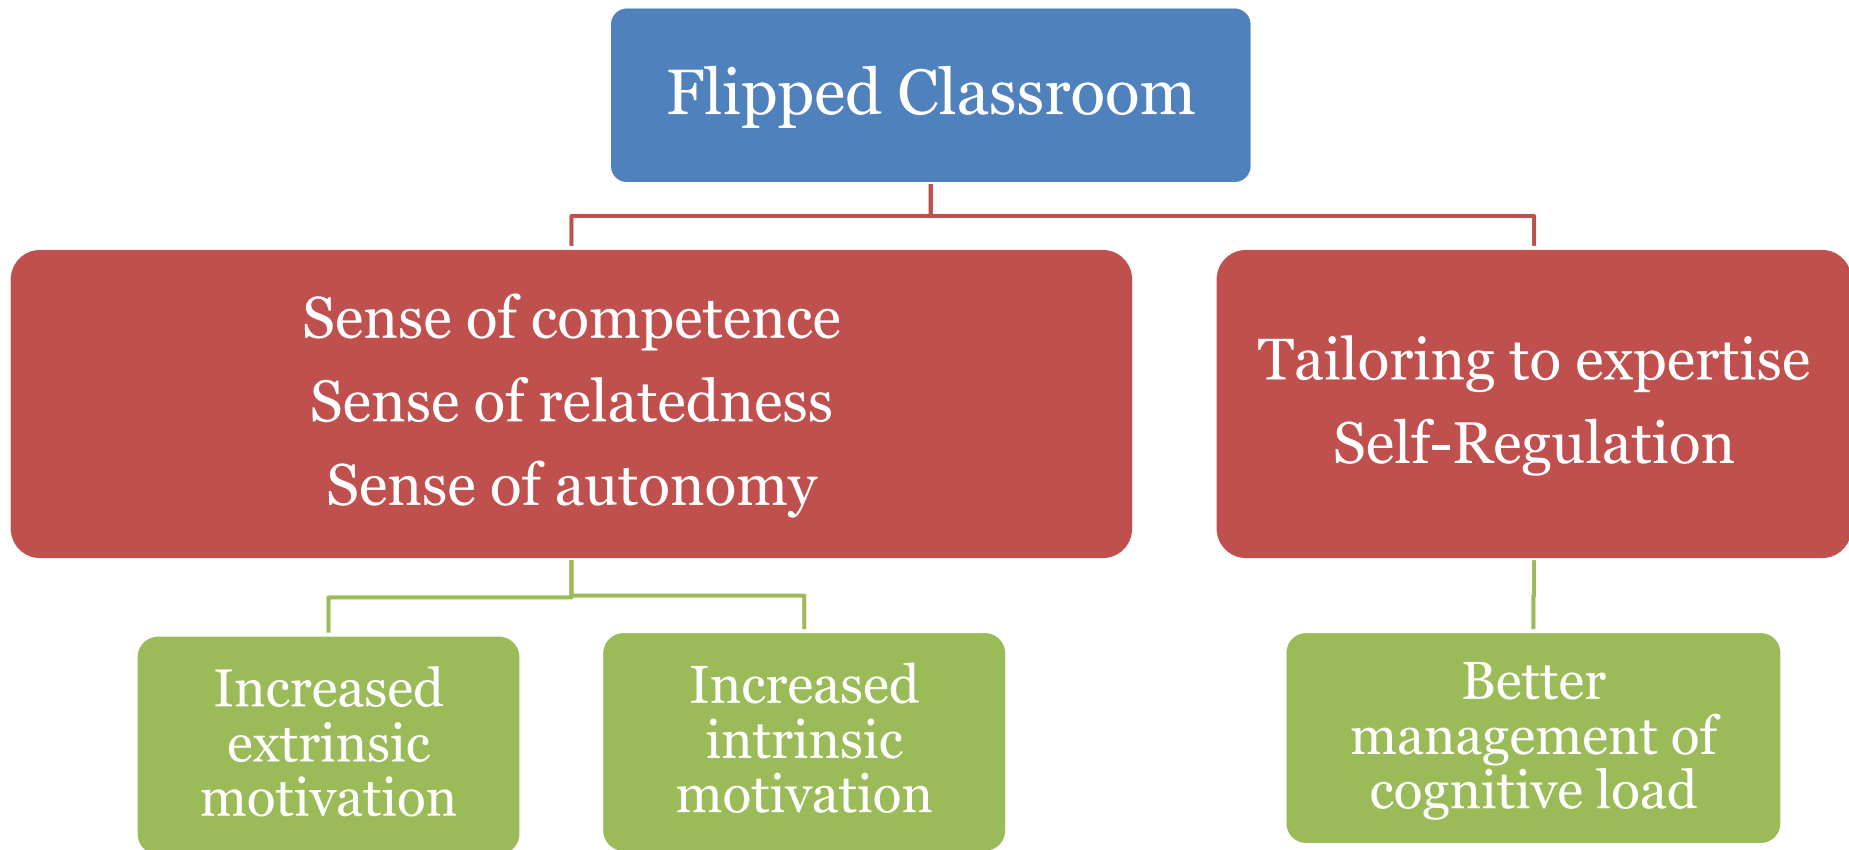 Flipped Classroom
Sense of competence
Sense of relatedness
Sense of autonomy
Tailoring to expertise
Self-Regulation
Increased
extrinsic
motivation
Increased
intrinsic
motivation
Better
management of
cognitive load